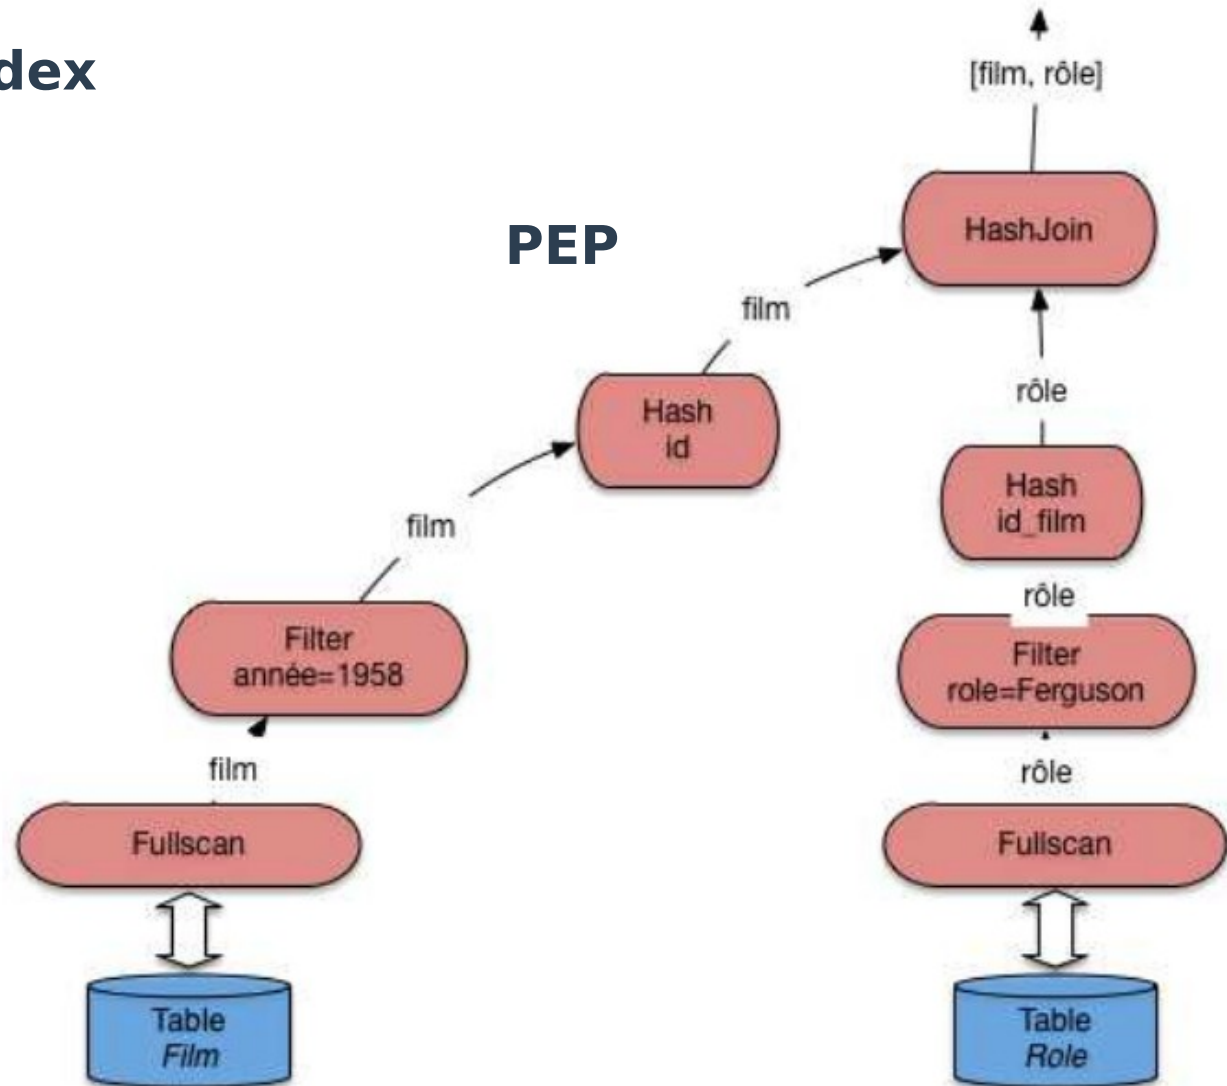 dex
[film, rôle]
HashJoin
PEP
film
rôle
Hash
id
Hash
id_film
film
rôle
Filter
année=1958
Filter
role=Ferguson
film
rôle
Fullscan
Fullscan
Table
Film
Table
Role